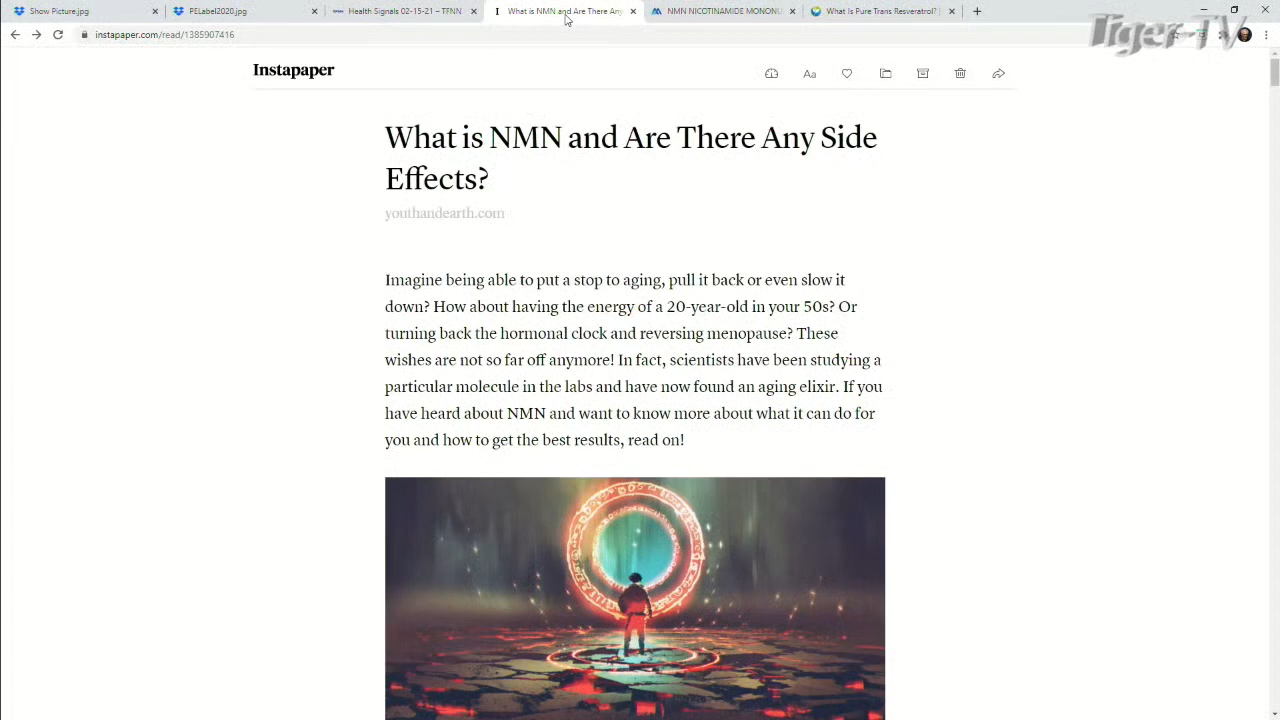 Show Picture.jpg
PELabel2020.jpg
Health Signals 02-15-21 – TFNN
What is NMN and Are There Any
NMN NICOTINAMIDE MONONU
What Is Pure Trans Resveratrol?
instapaper.com/read/1385907416
Tiger TV
Instapaper
Aa
What is NMN and Are There Any Side
Effects?
youthandearth.com
Imagine being able to put a stop to aging, pull it back or even slow it
down? How about having the energy of a 20-year-old in your 50s? Or
turning back the hormonal clock and reversing menopause? These
wishes are not so far off anymore! In fact, scientists have been studying a
particular molecule in the labs and have now found an aging elixir. If you
have heard about NMN and want to know more about what it can do for
you and how to get the best results, read on!